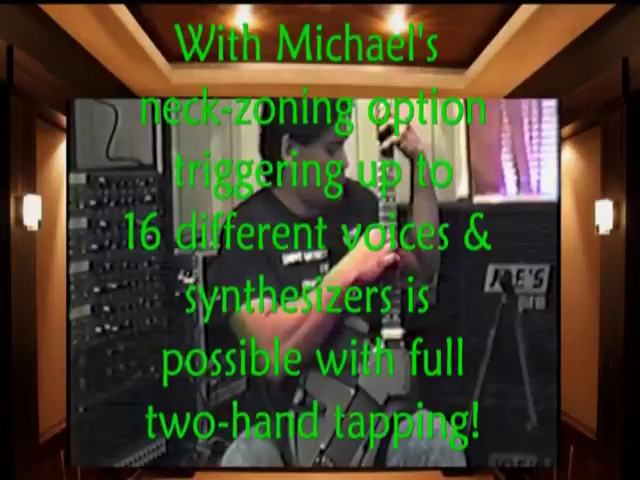 With Michael's
neck-zoning option
triggering up to
16 different voices &
synthesizers is
possible with full
two-hand tapping!
JOE'S